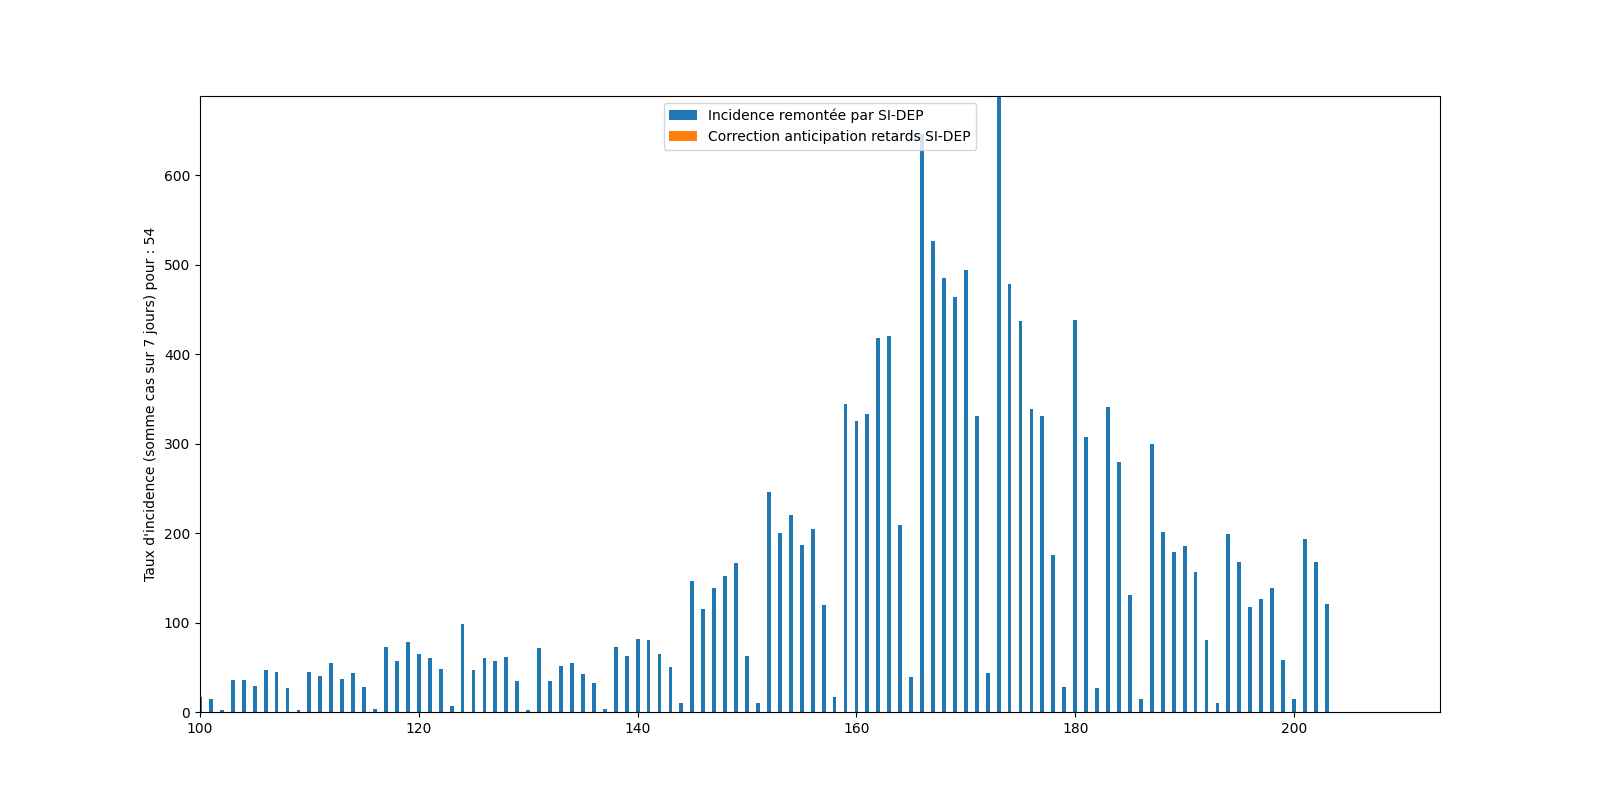 Incidence remontée par SI-DEP
Correction anticipation retards SI-DEP
Taux d'incidence (somme cas sur 7 jours) pour : 54
600
500
400
300
200
100
0
100 120 140 160 180 200